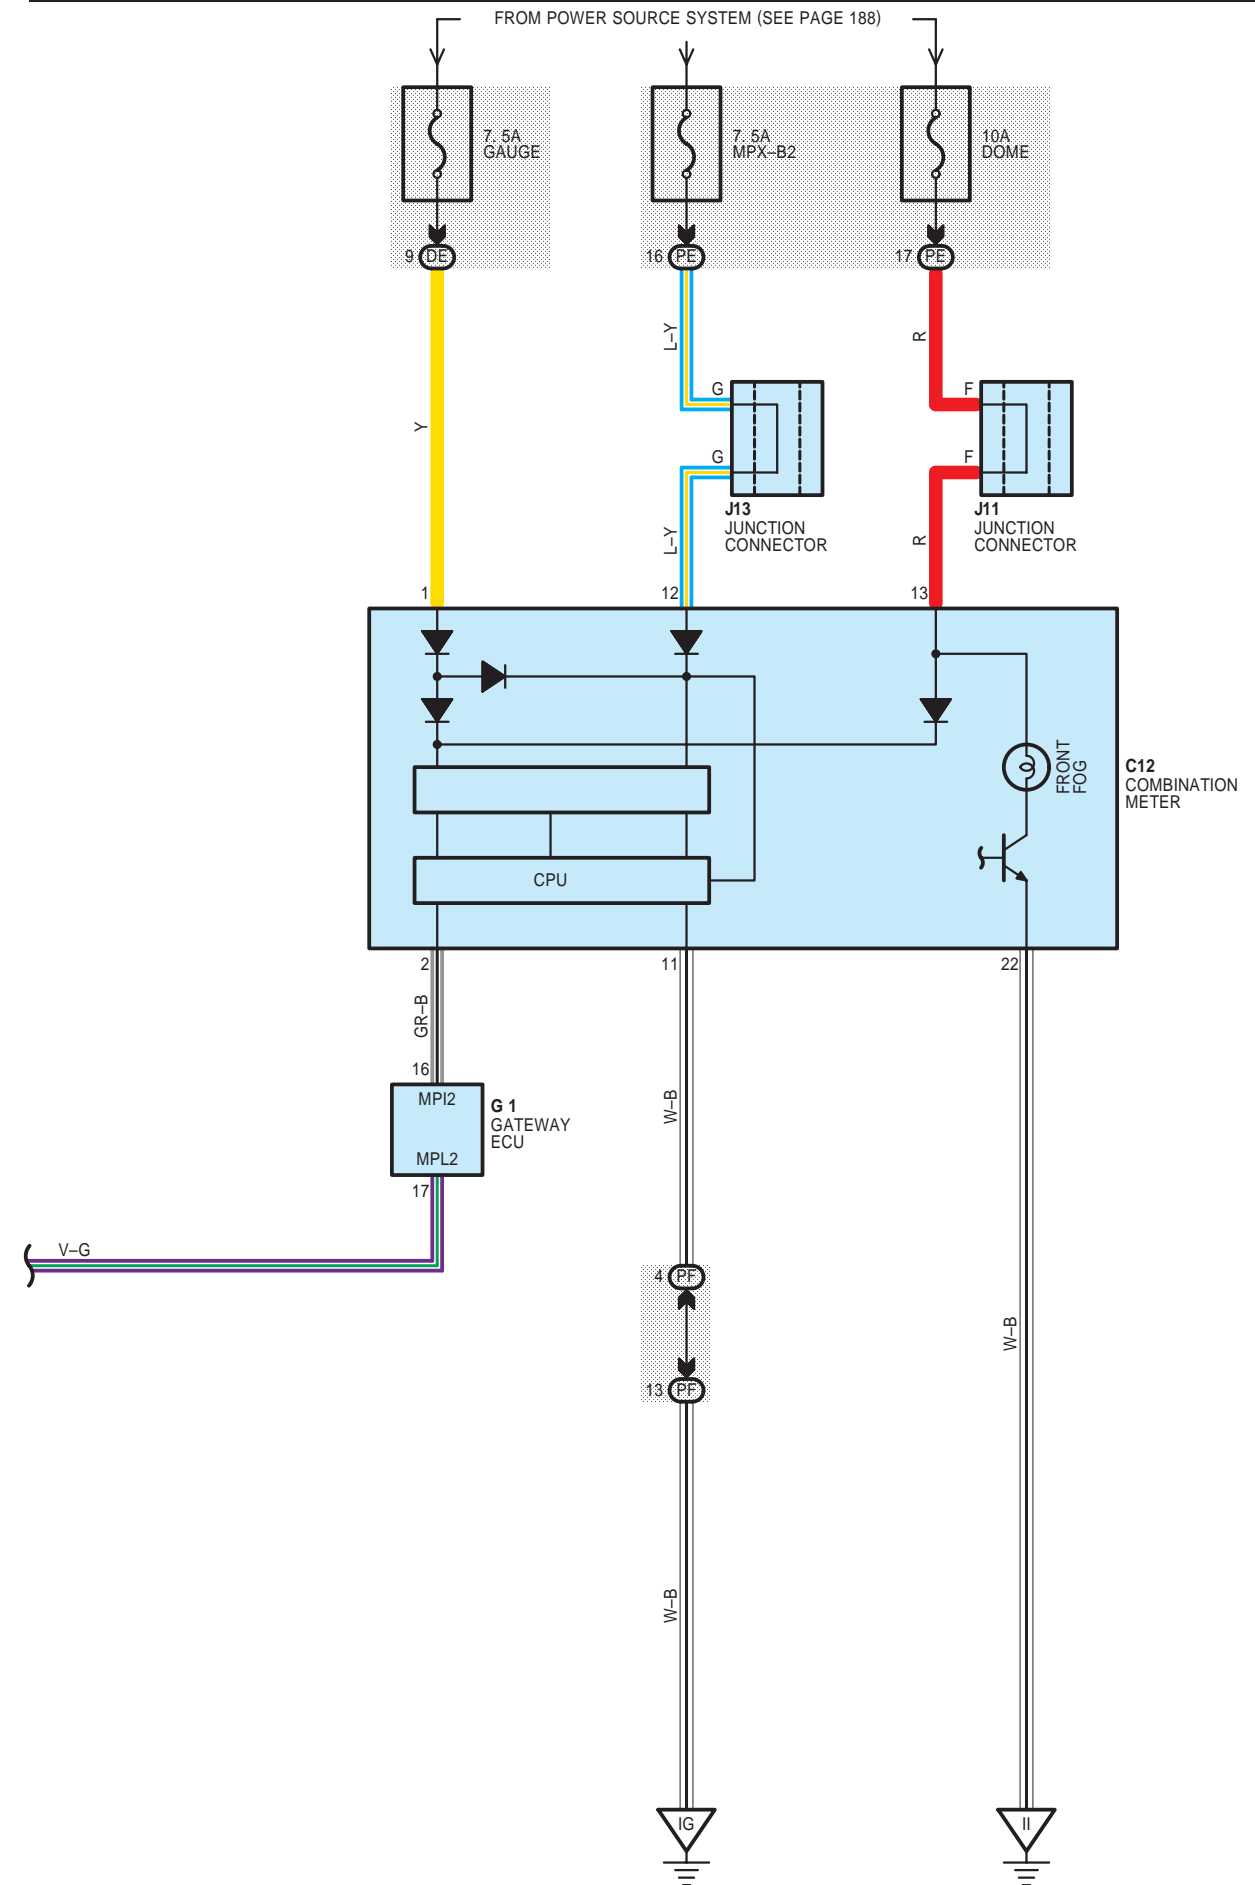 FROM POWER SOURCE SYSTEM (SEE PAGE 188)
7. 5A
GAUGE
7. 5A
MPX–B2
10A
DOME
9 DE
16 PE
17 PE
L–Y
R
Y
G
F
G
F
J13
JUNCTION
CONNECTOR
J11
JUNCTION
CONNECTOR
L–Y
R
1
12
13
FRONT
FOG
C12
COMBINATION
METER
CPU
2
11
22
GR–B
16
MPI2
MPL2
G 1
GATEWAY
ECU
W–B
17
V–G
4 PF
W–B
13 PF
W–B
IG
II